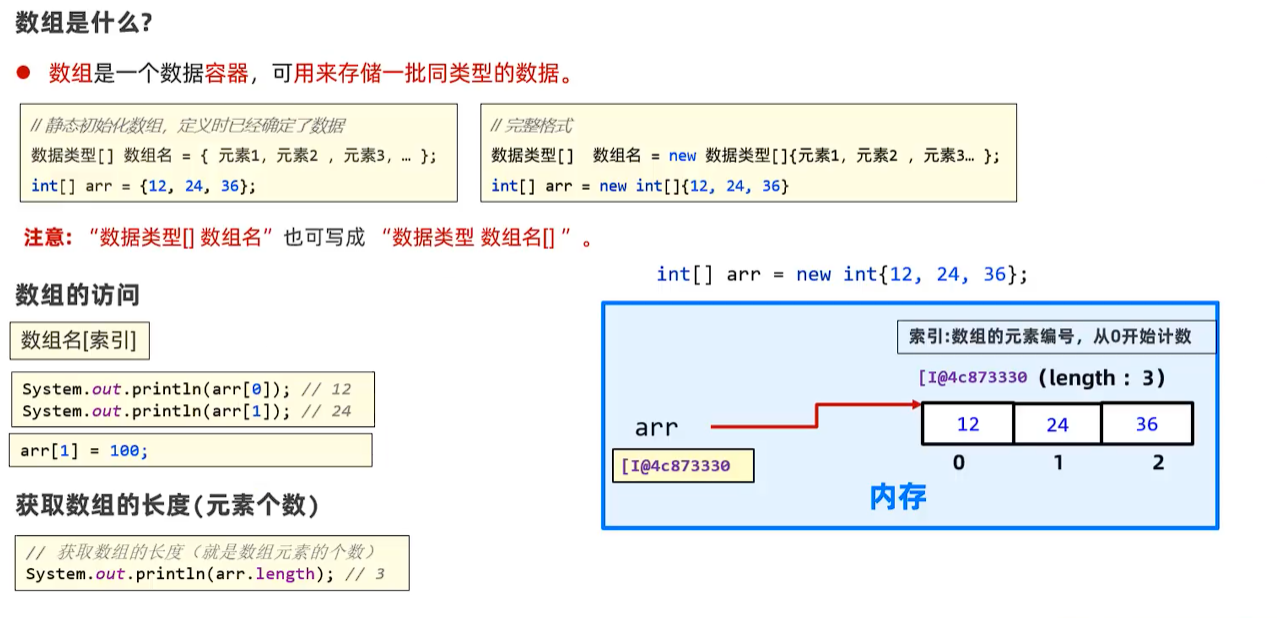 数组是什么?
● 数组是一个数据容器，可用来存储一批同类型的数据。
// 静态初始化数组，定义时已经确定了数据
数据类型[] 数组名 = { 元素1，元素2 ，元素3，… };
int[] arr = {12, 24, 36};
// 完整格式
数据类型[] 数组名 = new 数据类型[]{元素1，元素2 ，元素3… };
int[] arr = new int[]{12, 24, 36}
注意: “数据类型[] 数组名”也可写成 “数据类型 数组名[] ” 。
数组的访问
数组名[索引]
System.out.println(arr[0]); // 12
System.out.println(arr[1]); // 24
arr[1] = 100;
获取数组的长度(元素个数)
// 获取数组的长度（就是数组元素的个数）
System.out.println(arr.length); // 3
int[] arr = new int{12, 24, 36};
索引:数组的元素编号，从0开始计数
[I@4c873330 (length : 3)
arr
[I@4c873330
12 24 36
0 1 2
内存